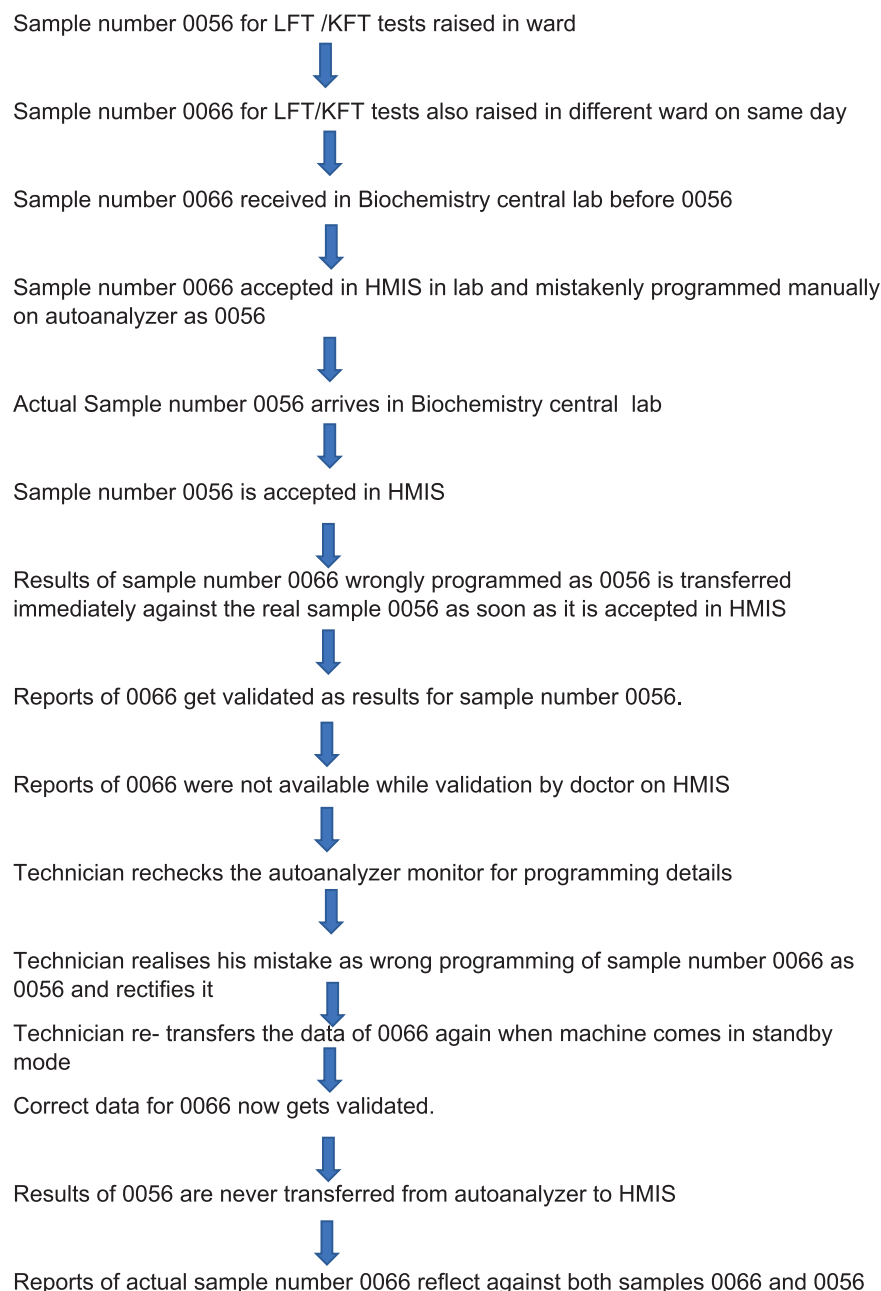 Sample number 0056 for LFT /KFT tests raised in ward
Sample number 0066 for LFT/KFT tests also raised in different ward on same day
Sample number 0066 received in Biochemistry central lab before 0056
Sample number 0066 accepted in HMIS in lab and mistakenly programmed manually
on autoanalyzer as 0056
Actual Sample number 0056 arrives in Biochemistry central lab
Sample number 0056 is accepted in HMIS
Results of sample number 0066 wrongly programmed as 0056 is transferred
immediately against the real sample 0056 as soon as it is accepted in HMIS
Reports of 0066 get validated as results for sample number 0056.
Reports of 0066 were not available while validation by doctor on HMIS
Technician rechecks the autoanalyzer monitor for programming details
Technician realises his mistake as wrong programming of sample number 0066 as
0056 and rectifies it
Technician re- transfers the data of 0066 again when machine comes in standby
mode
Correct data for 0066 now gets validated.
Results of 0056 are never transferred from autoanalyzer to HMIS
Reports of actual sample number 0066 reflect against both samples 0066 and 0056